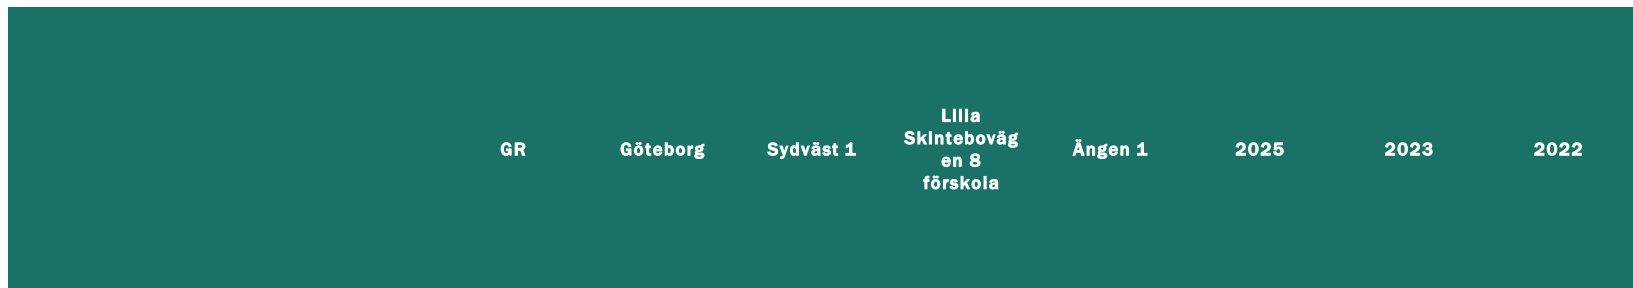 GR Göteborg Sydväst 1 Lilla Ängen 1 2025 2023 2022
Skinteboväg
en 8
förskola